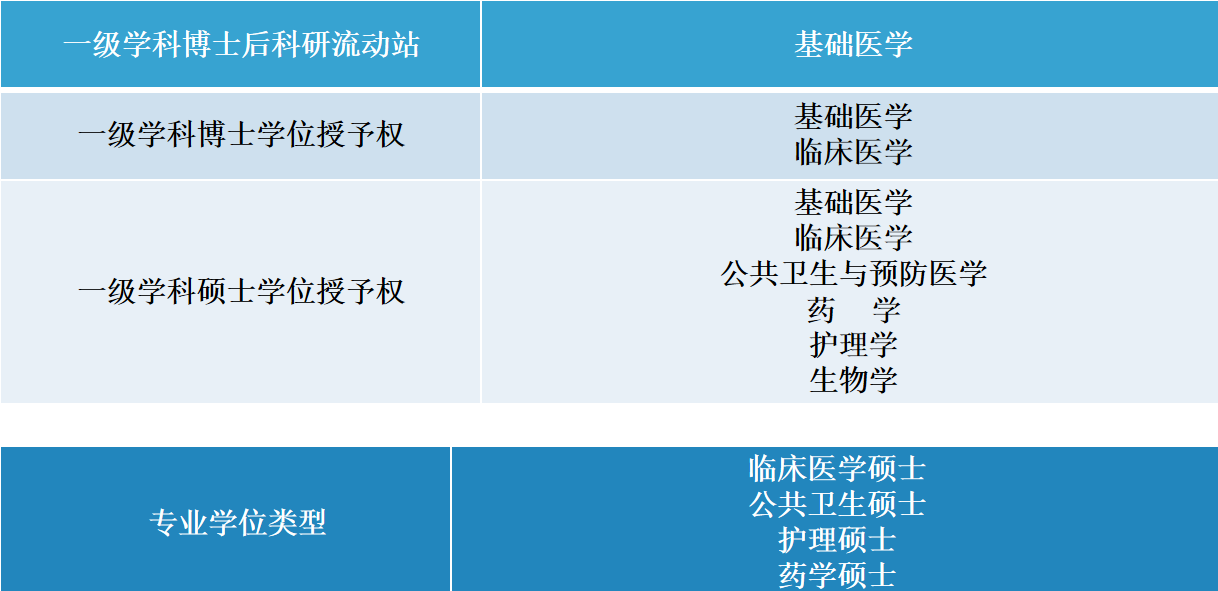 一级学科博士后科研流动站
基础医学
一级学科博士学位授予权
基础医学
临床医学
一级学科硕士学位授予权
基础医学
临床医学
公共卫生与预防医学
药 学
护理学
生物学
专业学位类型
临床医学硕士
公共卫生硕士
护理硕士
药学硕士